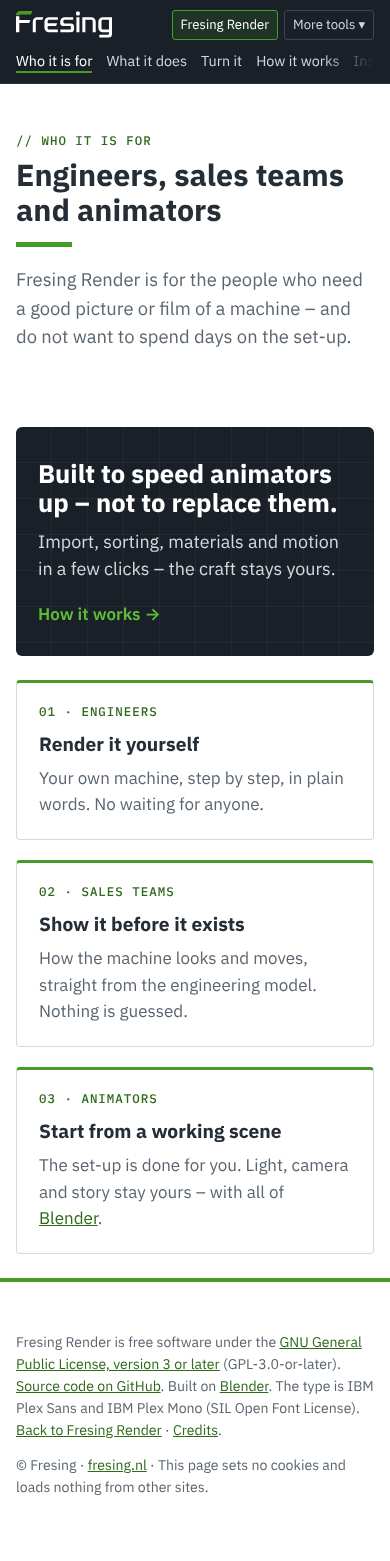 Fresing
Fresing Render
More tools ▾
Who it is for
What it does
Turn it
How it works
// WHO IT IS FOR
Engineers, sales teams
and animators
Fresing Render is for the people who need
a good picture or film of a machine – and
do not want to spend days on the set-up.
Built to speed animators
up – not to replace them.
Import, sorting, materials and motion
in a few clicks – the craft stays yours.
How it works →
01 · ENGINEERS
Render it yourself
Your own machine, step by step, in plain
words. No waiting for anyone.
02 · SALES TEAMS
Show it before it exists
How the machine looks and moves,
straight from the engineering model.
Nothing is guessed.
03 · ANIMATORS
Start from a working scene
The set-up is done for you. Light, camera
and story stay yours – with all of
Blender.
Fresing Render is free software under the GNU General
Public License, version 3 or later (GPL-3.0-or-later).
Source code on GitHub. Built on Blender. The type is IBM
Plex Sans and IBM Plex Mono (SIL Open Font License).
Back to Fresing Render · Credits.
© Fresing · fresing.nl · This page sets no cookies and
loads nothing from other sites.